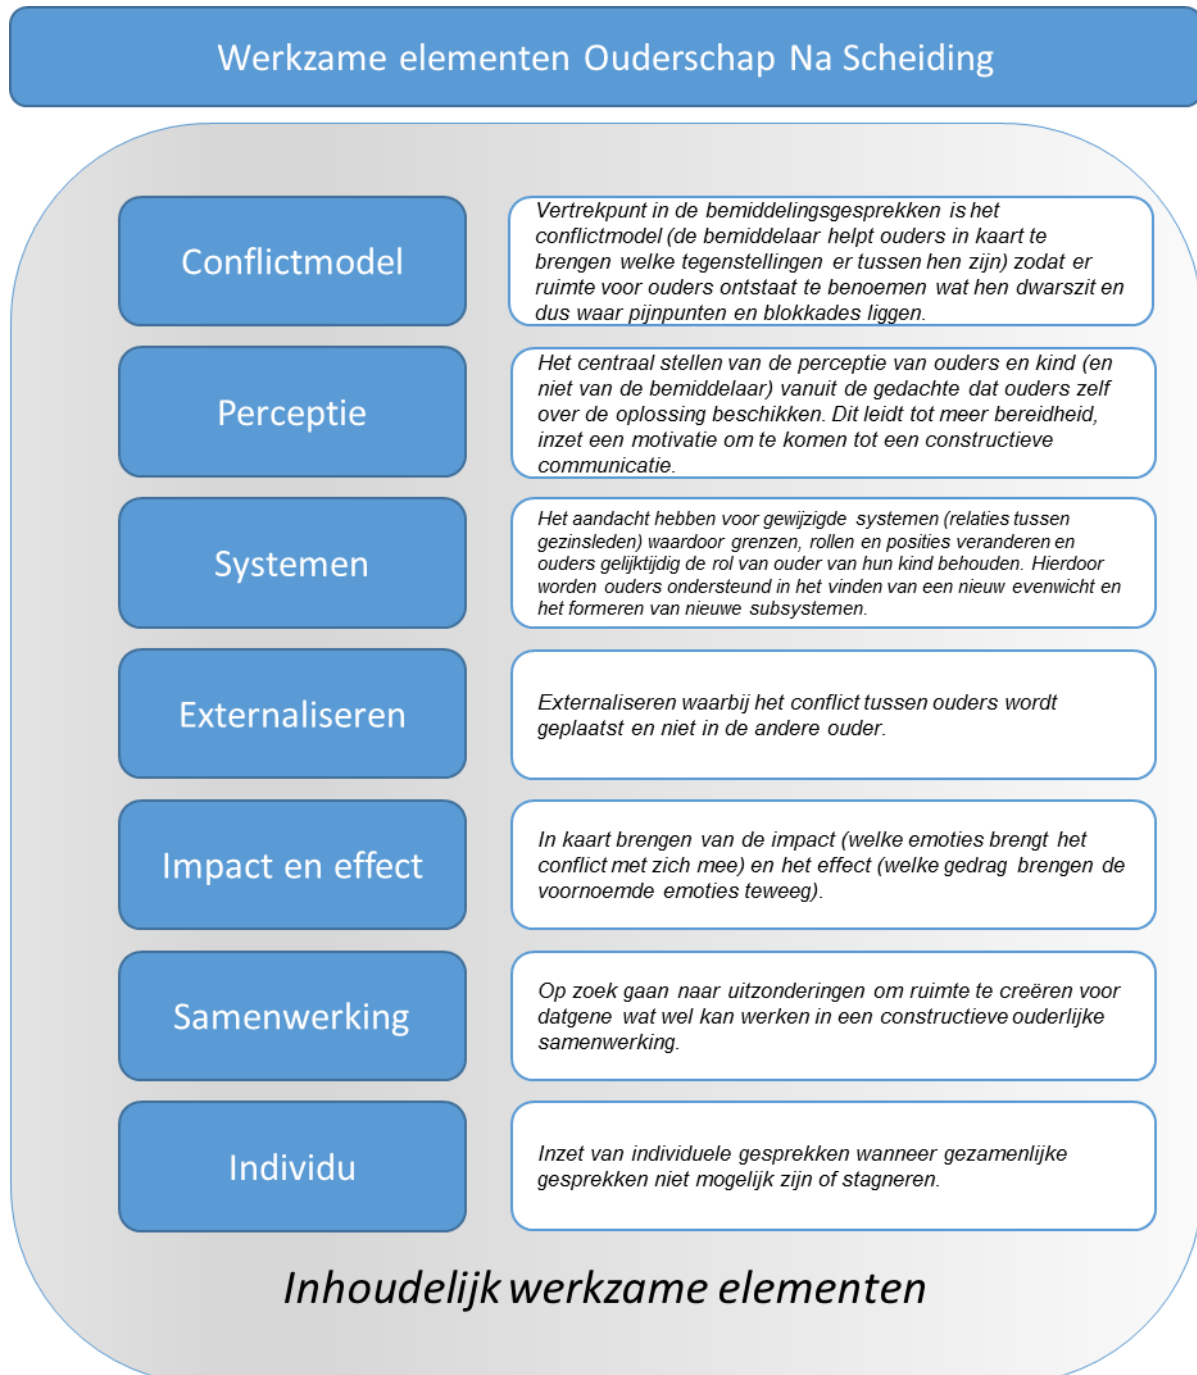 Werkzame elementen Ouderschap Na Scheiding
Conflictmodel
Vertrekpunt in de bemiddelingsgesprekken is het
conflictmodel (de bemiddelaar helpt ouders in kaart te
brengen welke tegenstellingen er tussen hen zijn) zodat er
ruimte voor ouders ontstaat te benoemen wat hen dwarszit en
dus waar pijnpunten en blokkades liggen.
Perceptie
Het centraal stellen van de perceptie van ouders en kind (en
niet van de bemiddelaar) vanuit de gedachte dat ouders zelf
over de oplossing beschikken. Dit leidt tot meer bereidheid,
inzet een motivatie om te komen tot een constructieve
communicatie.
Systemen
Het aandacht hebben voor gewijzigde systemen (relaties tussen
gezinsleden) waardoor grenzen, rollen en posities veranderen en
ouders gelijktijdig de rol van ouder van hun kind behouden. Hierdoor
worden ouders ondersteund in het vinden van een nieuw evenwicht en
het formeren van nieuwe subsystemen.
Externaliseren
Externaliseren waarbij het conflict tussen ouders wordt
geplaatst en niet in de andere ouder.
Impact en effect
In kaart brengen van de impact (welke emoties brengt het
conflict met zich mee) en het effect (welke gedrag brengen de
voornoemde emoties teweeg).
Samenwerking
Op zoek gaan naar uitzonderingen om ruimte te creëren voor
datgene wat wel kan werken in een constructieve ouderlijke
samenwerking.
Individu
Inzet van individuele gesprekken wanneer gezamenlijke
gesprekken niet mogelijk zijn of stagneren.
Inhoudelijk werkzame elementen